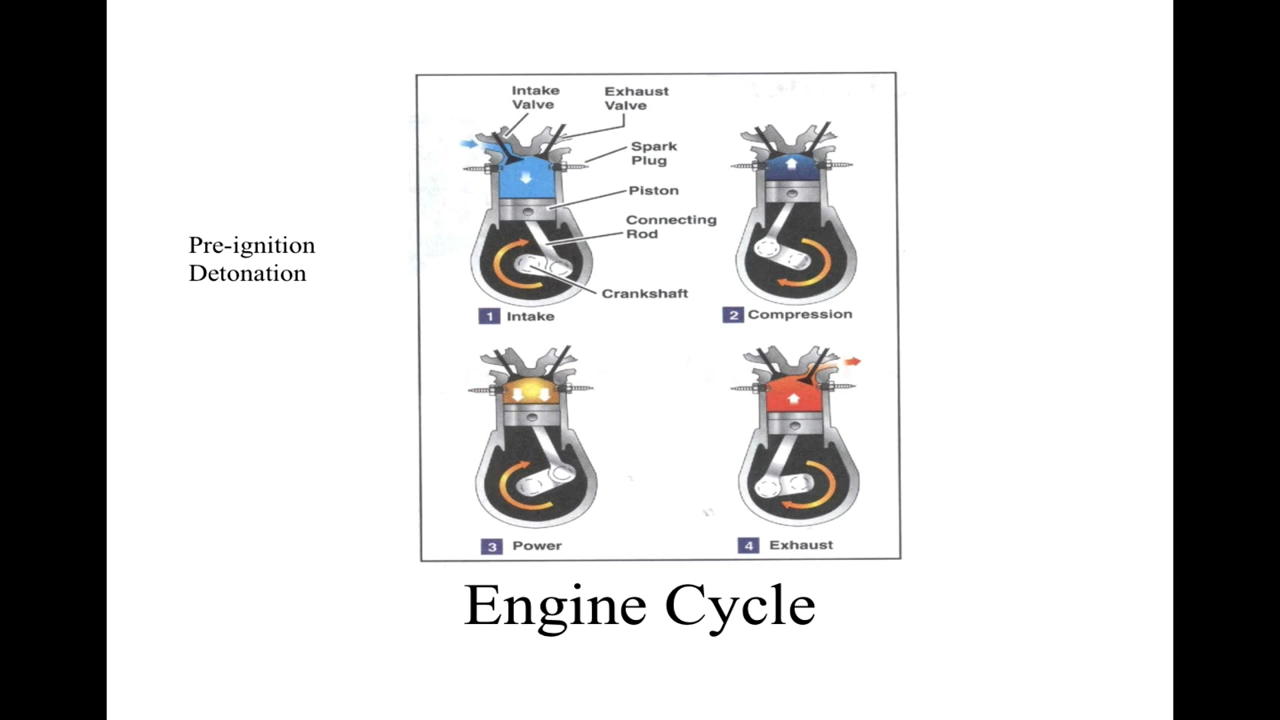 Intake
Valve
Exhaust
Valve
Spark
Plug
Piston
Connecting
Rod
Crankshaft
1 Intake
2 Compression
Pre-ignition
Detonation
3 Power
4 Exhaust
Engine Cycle